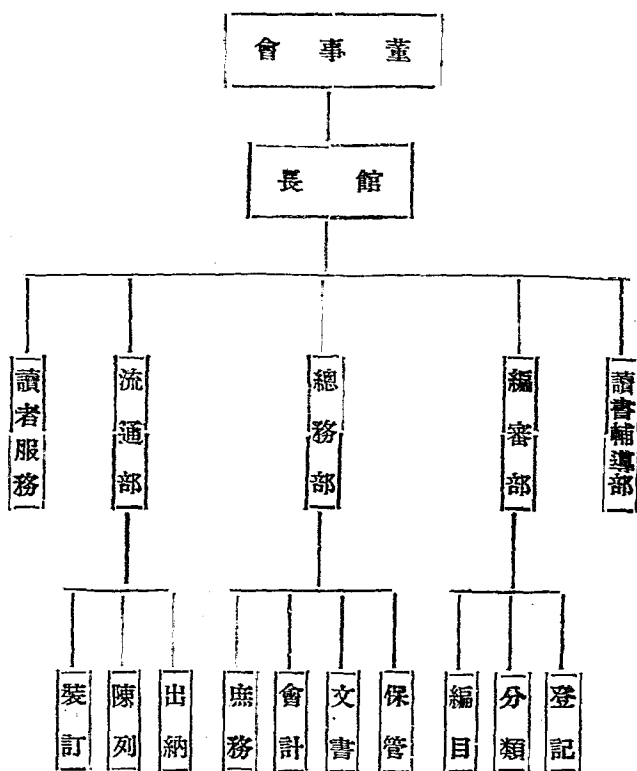 董事會
館長
讀書輔導部
編審部
總務部
流通部
讀者服務
登記
分類
編目
保管
文書
會計
庶務
出納
陳列
裝訂